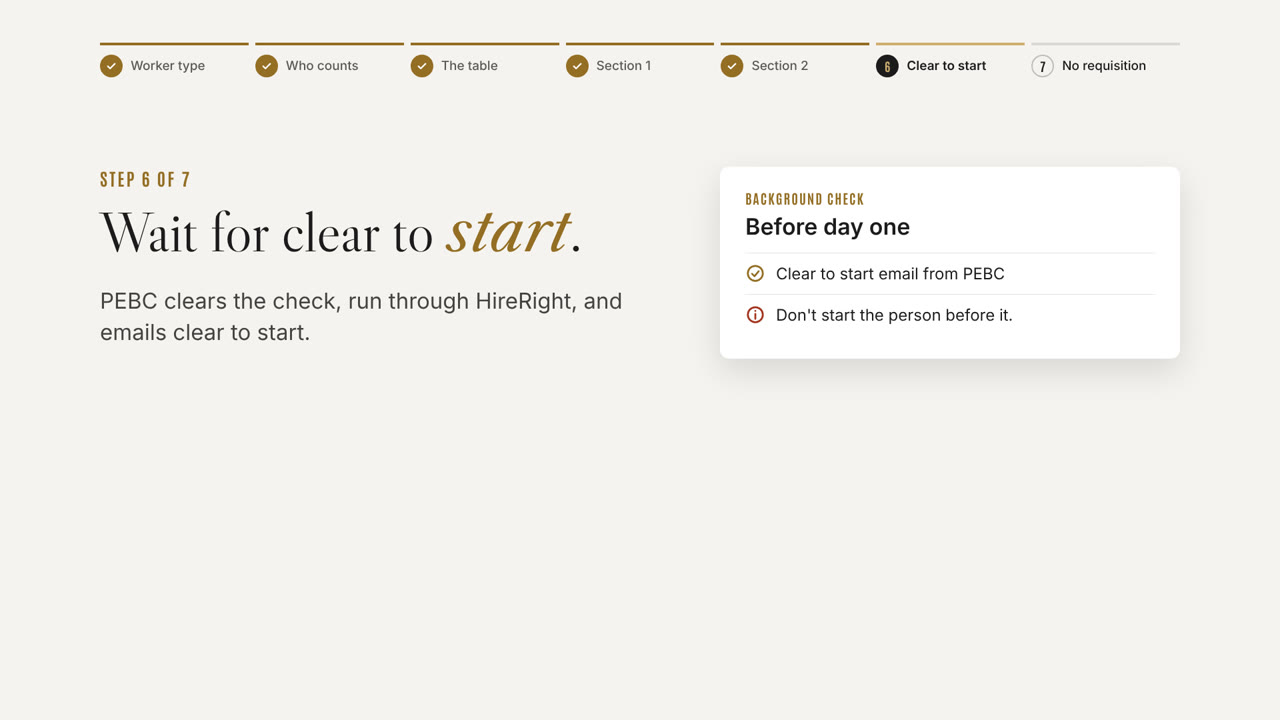 Worker type
Who counts
The table
Section 1
Section 2
6 Clear to start
7 No requisition
STEP 6 OF 7
Wait for clear to start.
PEBC clears the check, run through HireRight, and
emails clear to start.
BACKGROUND CHECK
Before day one
Clear to start email from PEBC
Don't start the person before it.